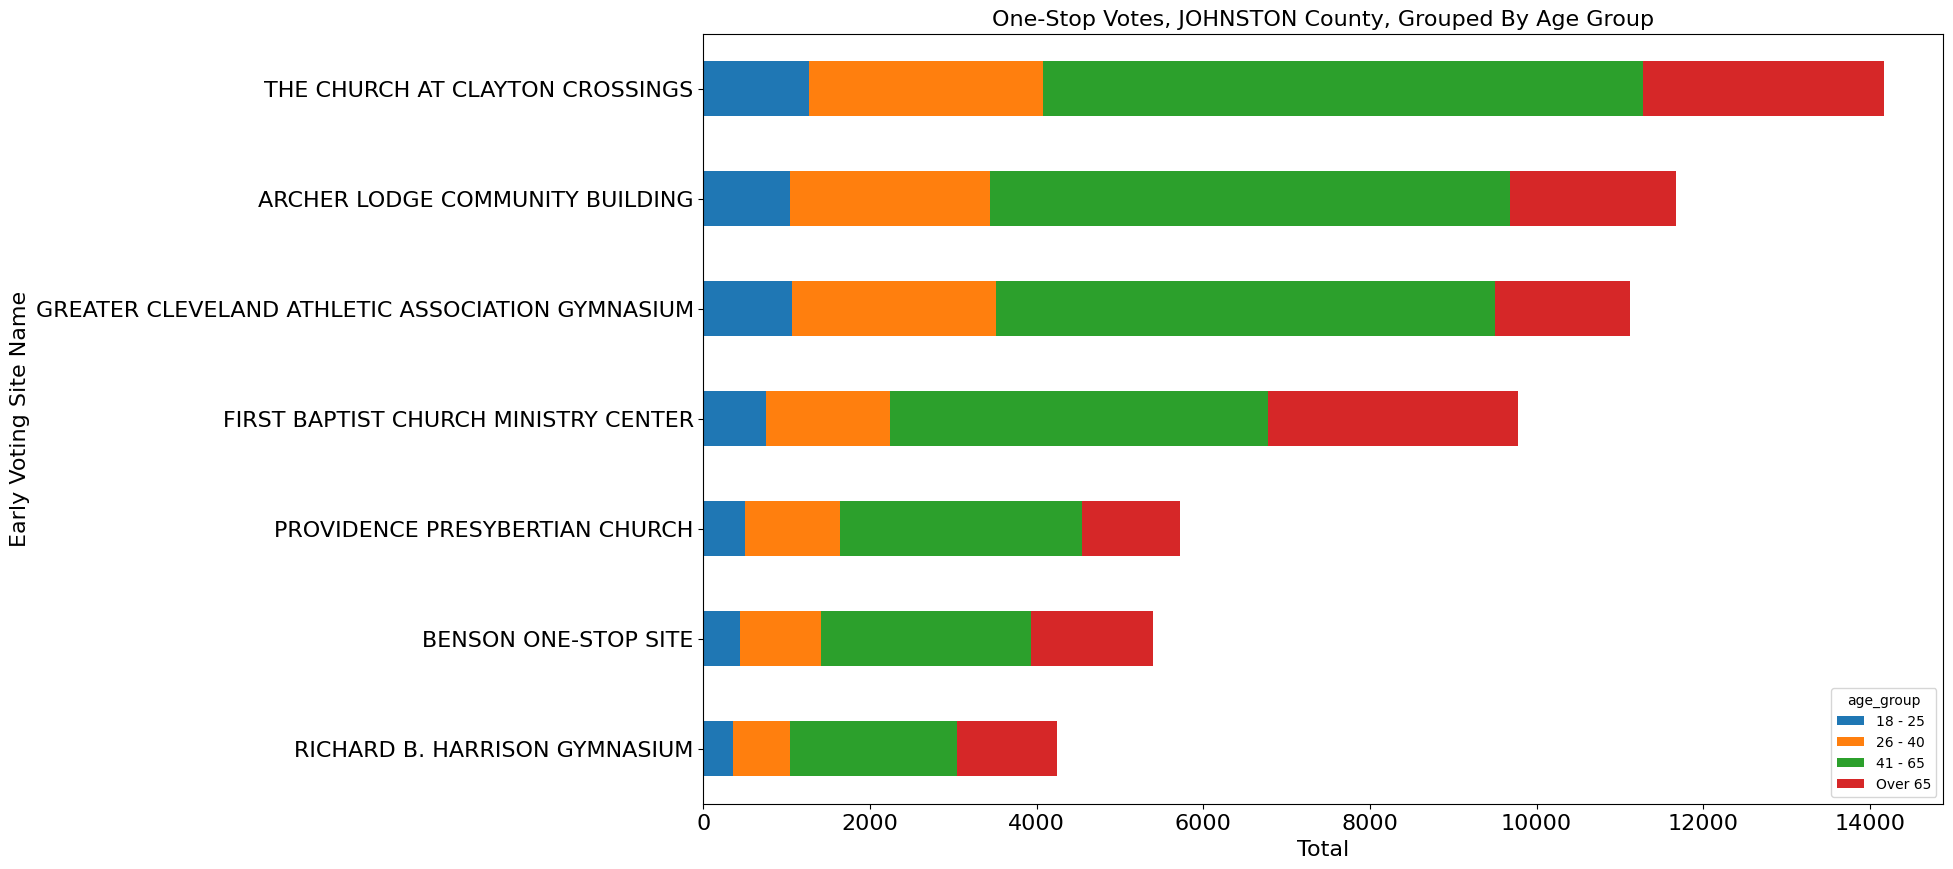 One-Stop Votes, JOHNSTON County, Grouped By Age Group
Early Voting Site Name
THE CHURCH AT CLAYTON CROSSINGS
ARCHER LODGE COMMUNITY BUILDING
GREATER CLEVELAND ATHLETIC ASSOCIATION GYMNASIUM
FIRST BAPTIST CHURCH MINISTRY CENTER
PROVIDENCE PRESYBERTIAN CHURCH
BENSON ONE-STOP SITE
RICHARD B. HARRISON GYMNASIUM
age_group
18 - 25
26 - 40
41 - 65
Over 65
0 2000 4000 6000 8000 10000 12000 14000
Total